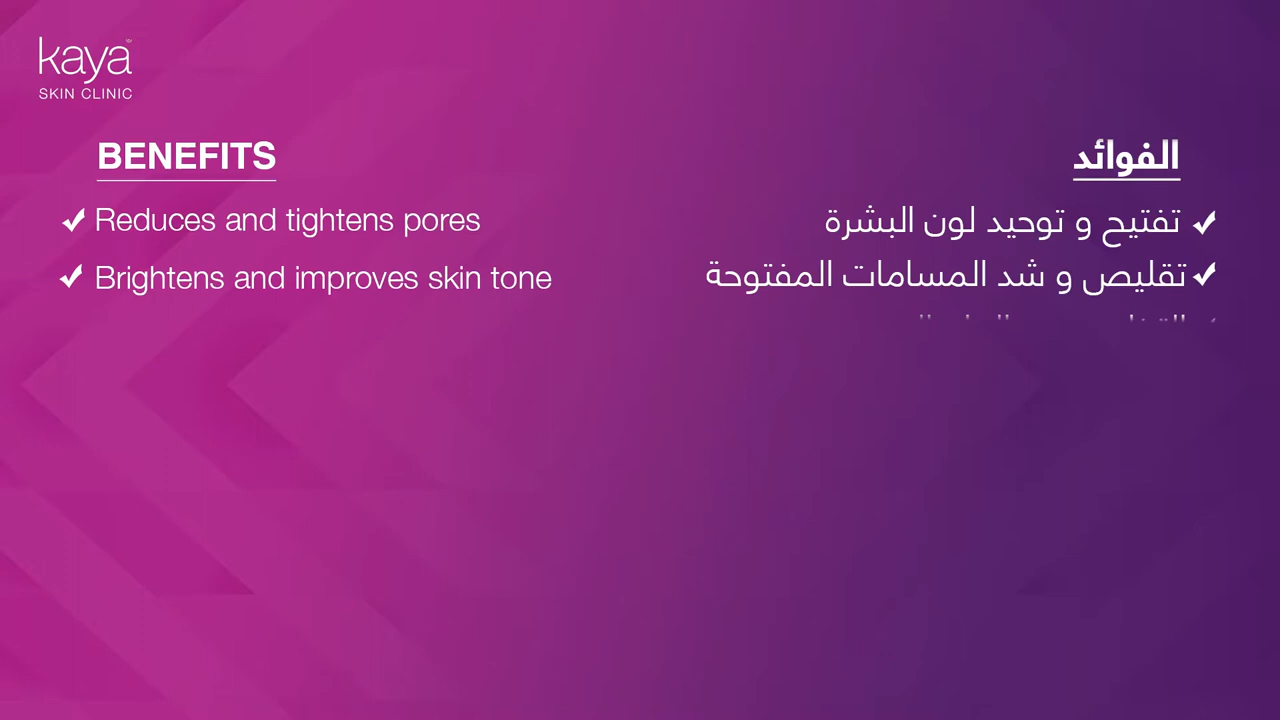 kaya
SKIN CLINIC
BENEFITS
Reduces and tightens pores
Brightens and improves skin tone
الفوائد
تفتيح و توحيد لون البشرة
تقليص و شد المسامات المفتوحة